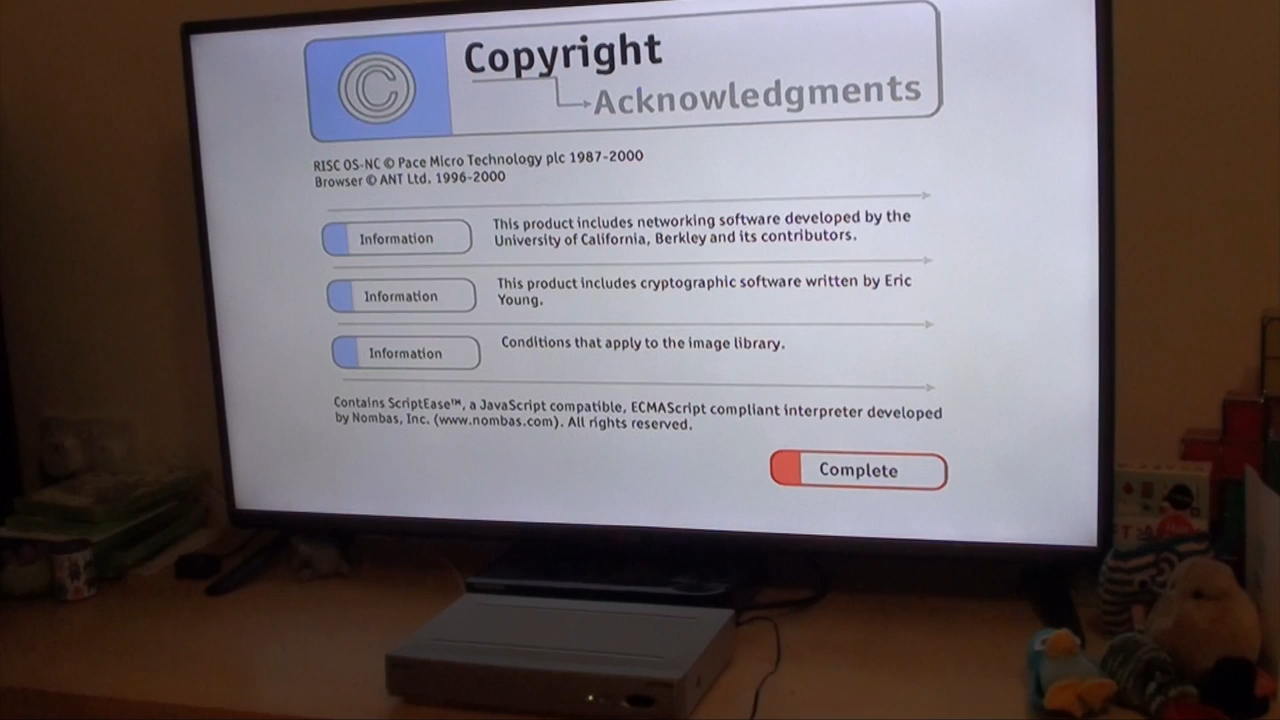 ©
Copyright
Acknowledgments
RISC OS-NC © Pace Micro Technology plc 1987-2000
Browser © ANT Ltd. 1996-2000
Information
This product includes networking software developed by the
University of California, Berkley and its contributors.
Information
This product includes cryptographic software written by Eric
Young.
Information
Conditions that apply to the image library.
Contains ScriptEase™, a JavaScript compatible, ECMAScript compliant interpreter developed
by Nombas, Inc. (www.nombas.com). All rights reserved.
Complete